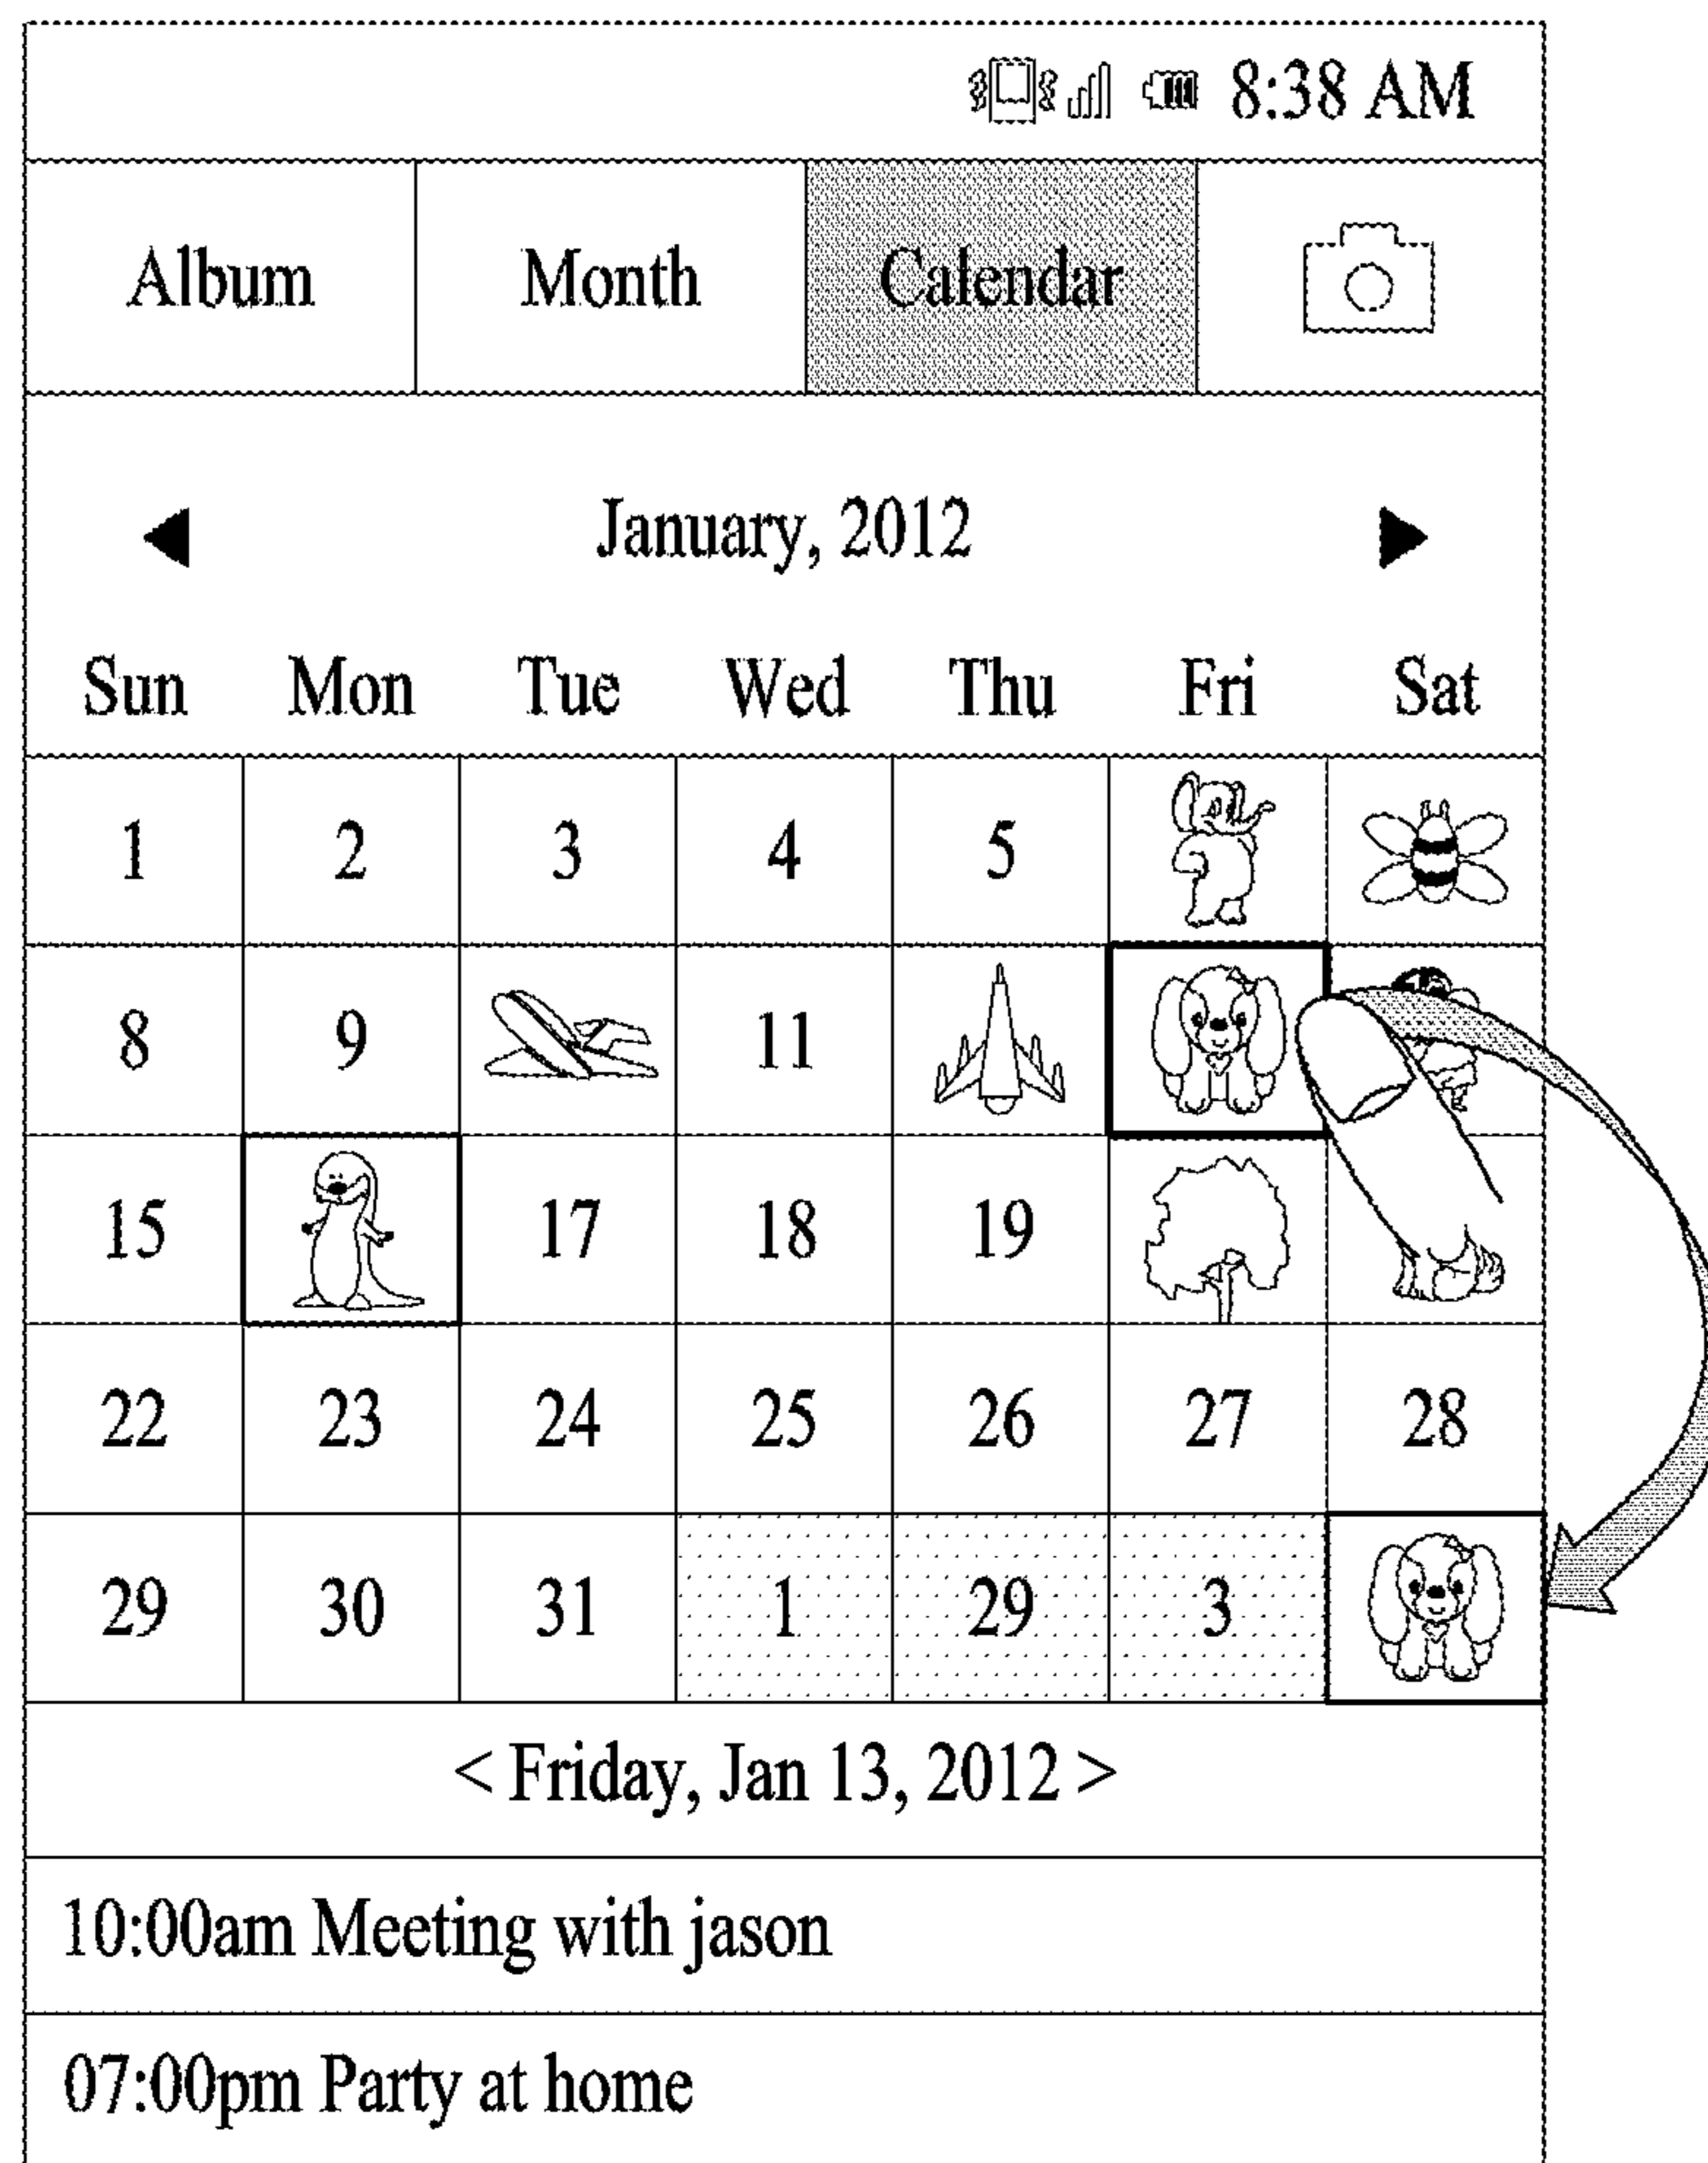 8:38 AM
Album Month Calendar
January, 2012
Sun Mon Tue Wed Thu Fri Sat
1 2 3 4 5
8 9 11
15 17 18 19
22 23 24 25 26 27 28
29 30 31 1 29 3
< Friday, Jan 13, 2012 >
10:00am Meeting with jason
07:00pm Party at home